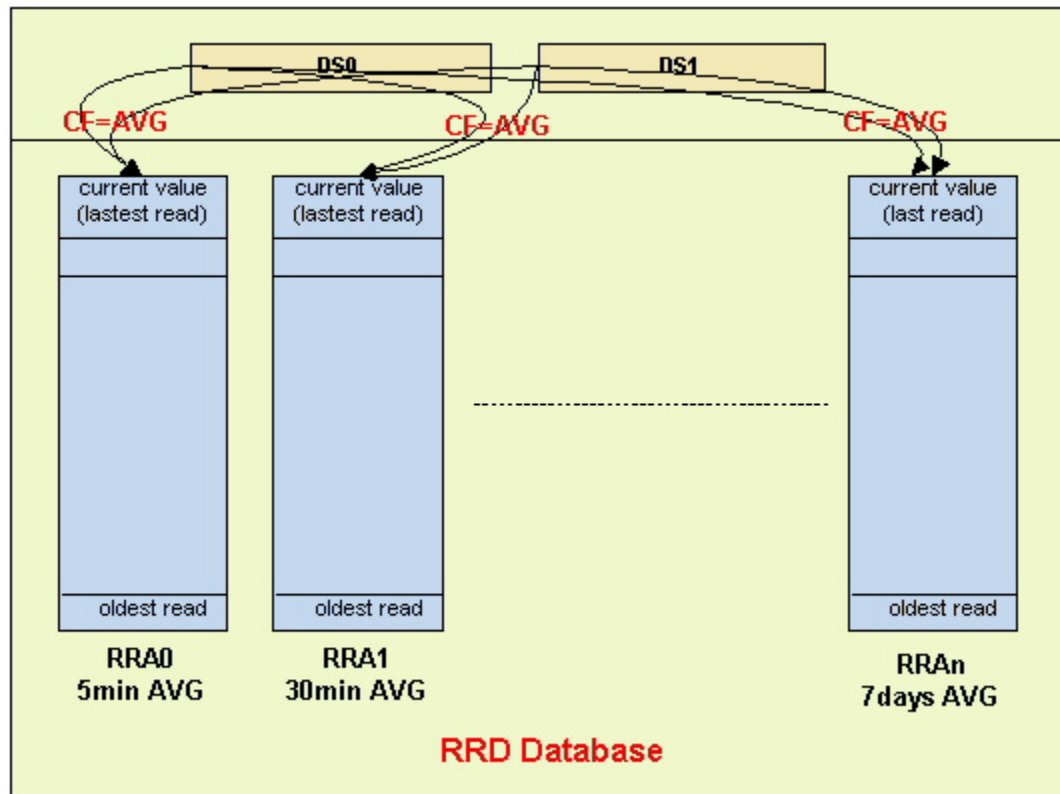 DS0
DS1
CF=AVG
CF=AVG
CF=AVG
current value
(lastest read)
current value
(lastest read)
current value
(last read)
oldest read
oldest read
oldest read
RRA0
5min AVG
RRA1
30min AVG
RRAn
7days AVG
RRD Database